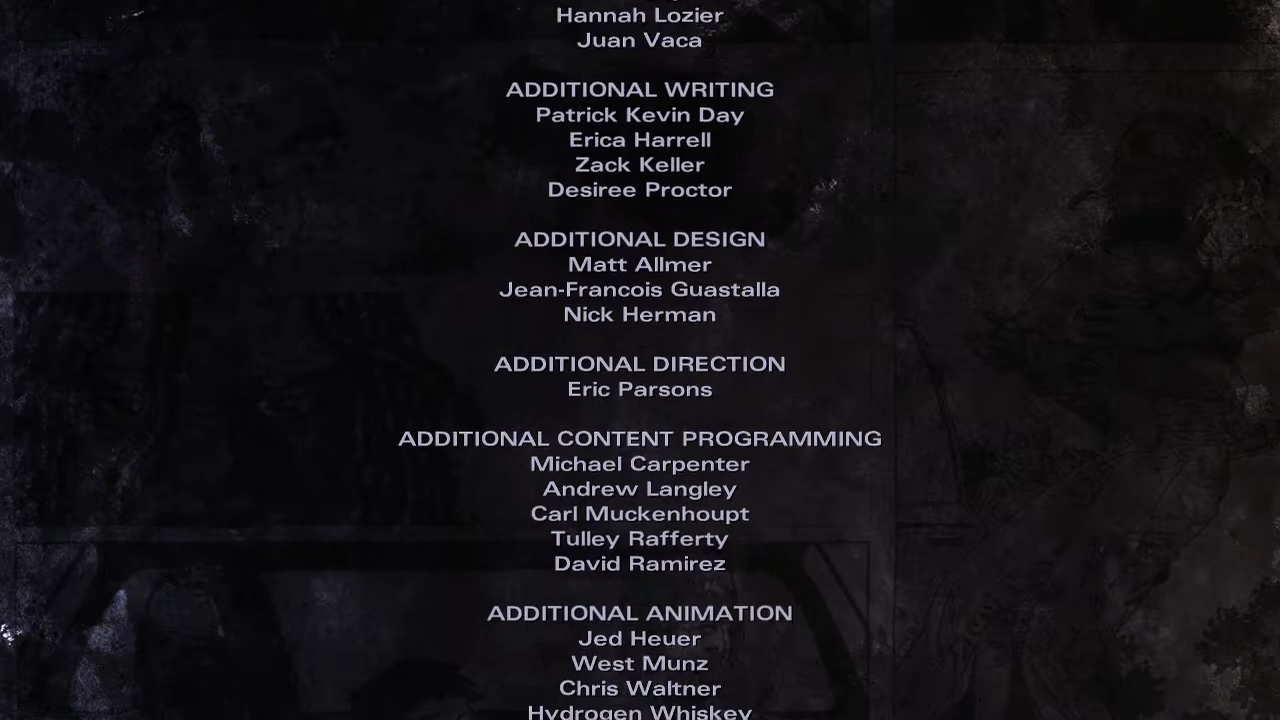 Hannah Lozier
Juan Vaca
ADDITIONAL WRITING
Patrick Kevin Day
Erica Harrell
Zack Keller
Desiree Proctor
ADDITIONAL DESIGN
Matt Allmer
Jean-Francois Guastalla
Nick Herman
ADDITIONAL DIRECTION
Eric Parsons
ADDITIONAL CONTENT PROGRAMMING
Michael Carpenter
Andrew Langley
Carl Muckenhoupt
Tulley Rafferty
David Ramirez
ADDITIONAL ANIMATION
Jed Heuer
West Munz
Chris Waltner
Hydrogen Whiskey